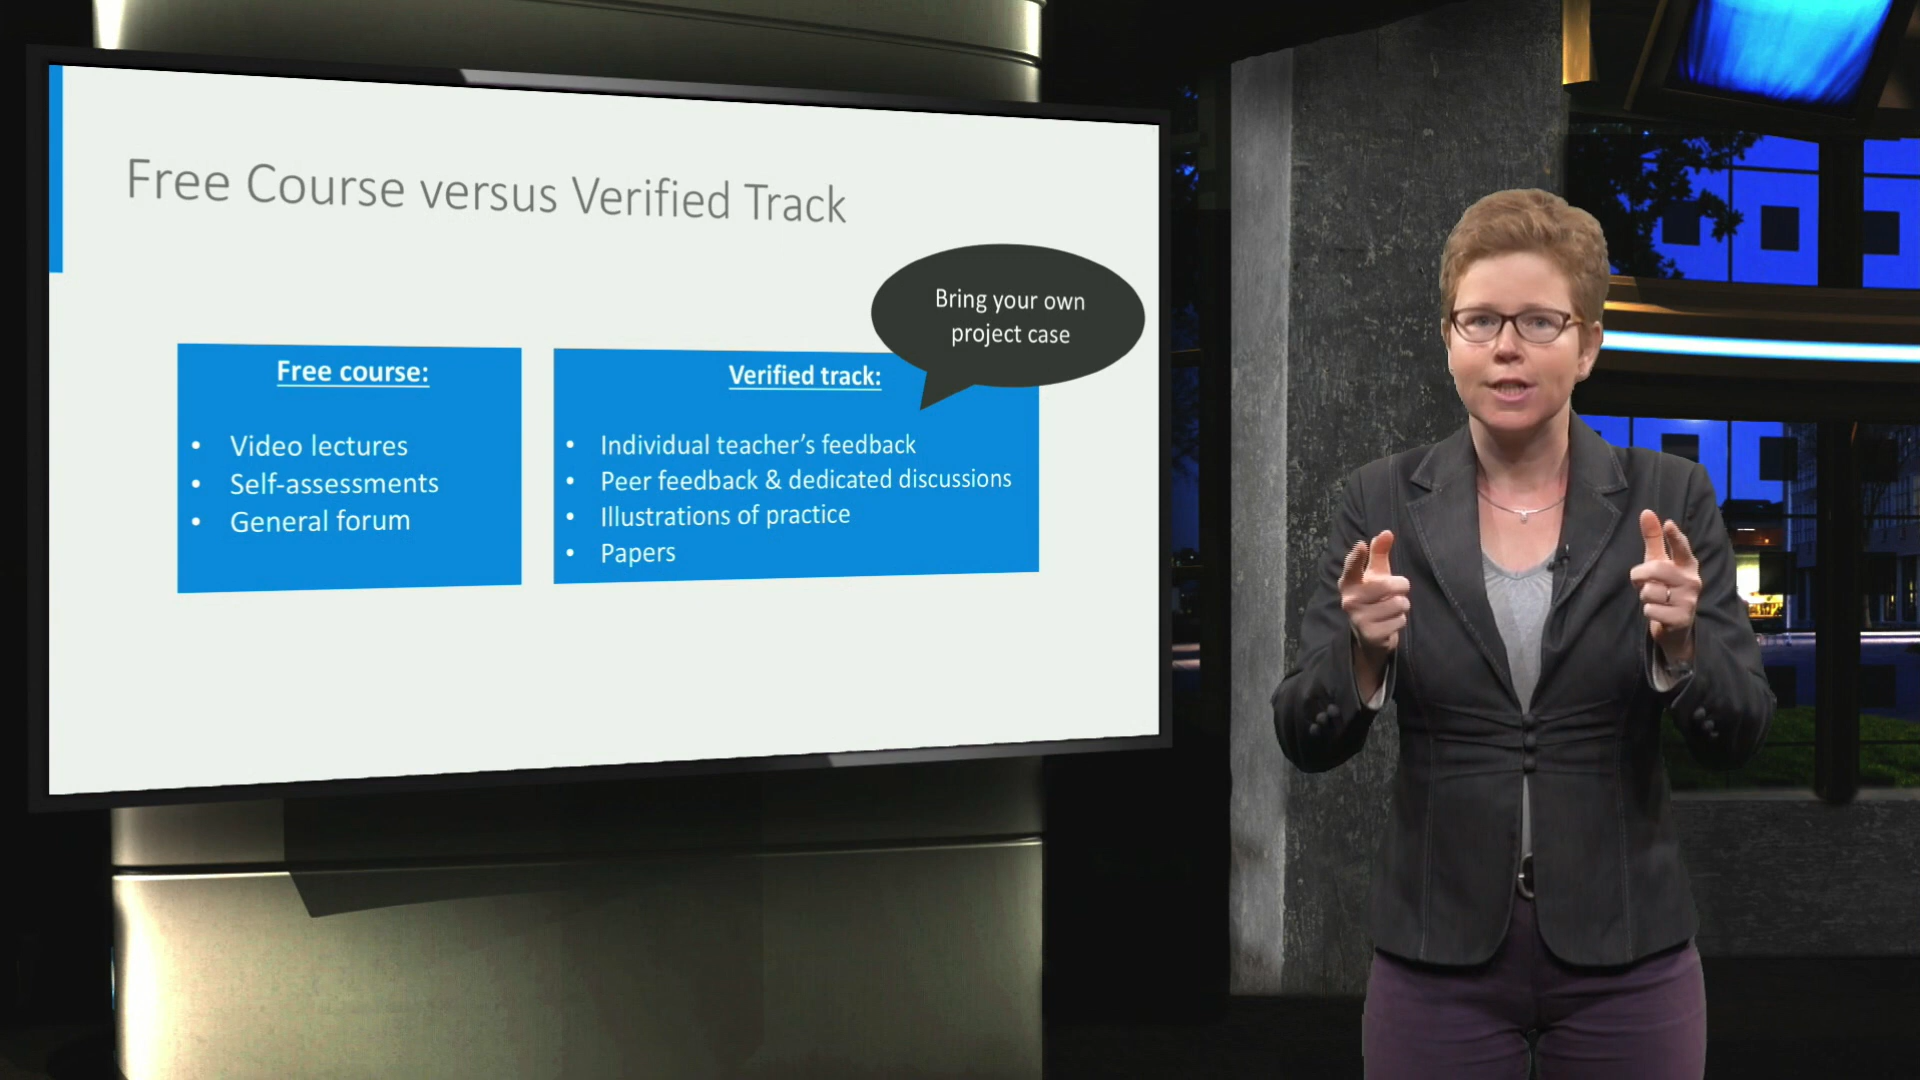 Free Course versus Verified Track
Bring your own
project case
Free course:
• Video lectures
• Self-assessments
• General forum
Verified track:
• Individual teacher's feedback
• Peer feedback & dedicated discussions
• Illustrations of practice
• Papers